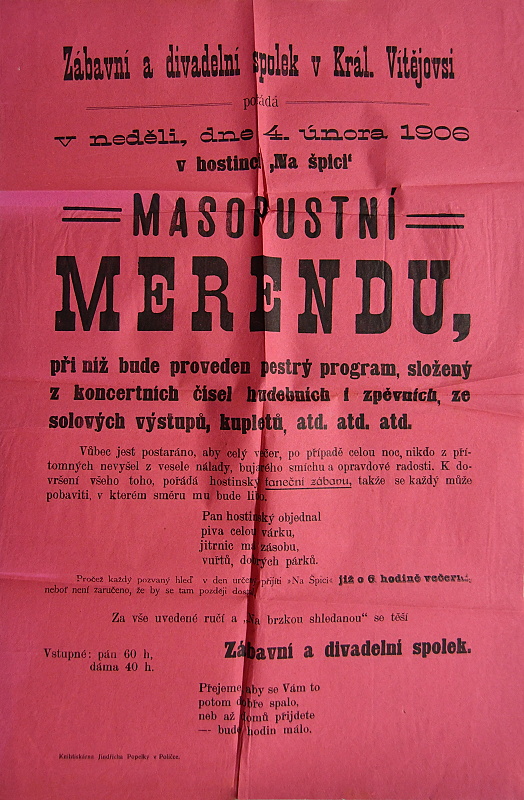 Zábavní a divadelní spolek v Král. Vítějovsi
pořádá
v neděli, dne 4. února 1906
v hostinci „Na špici“
MASOPUSTNÍ
MERENDU,
při níž bude proveden pestrý program, složený
z koncertních čísel hudebních i zpěvních, ze
solových výstupů, kupletů, atd. atd. atd.
Vůbec jest postaráno, aby celý večer, po případě celou noc, nikdo z pří-
tomných nevyšel z veselé nálady, bujarého smíchu a opravdové radosti. K do-
vršení všeho toho, pořádá hostinský taneční zábavu, takže se každý může
pobaviti, v kterém směru mu bude libo.
Pan hostinský objednal
piva celou várku,
jitrnic má zásobu,
vuřtů, dobrých párků.
Pročež každý pozvaný hleď v den určený přijíti »Na Špici« již o 6. hodině večerní,
neboť není zaručeno, že by se tam později dostal.
Za vše uvedené ručí a „Na brzkou shledanou“ se těší
Zábavní a divadelní spolek.
Vstupné: pán 60 h,
dáma 40 h.
Přejeme, aby se Vám to
potom dobře spalo,
neb až domů přijdete
— bude hodin málo.
Knihtiskárna Jindřicha Popelky v Poličce.